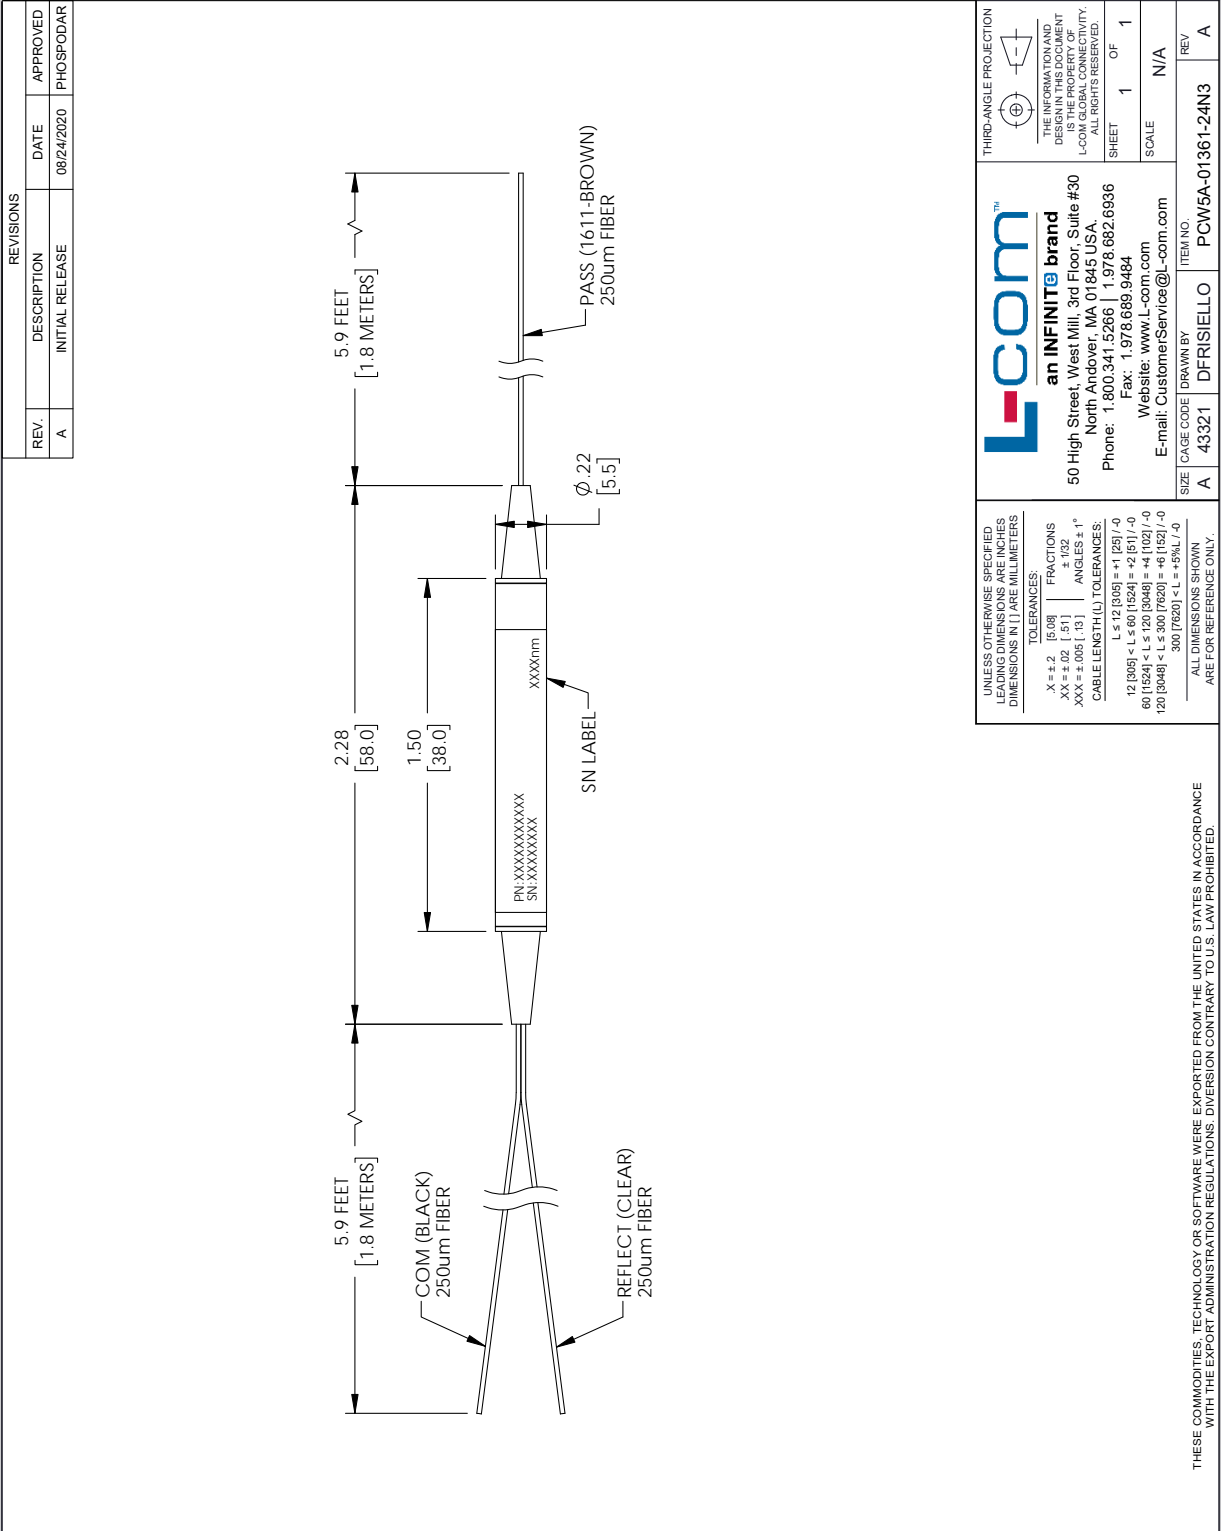 REVISIONS
REV.
DESCRIPTION
DATE
APPROVED
A
INITIAL RELEASE
08/24/2020
PHOSPODAR
5.9 FEET
[1.8 METERS]
2.28
[58.0]
5.9 FEET
[1.8 METERS]
1.50
[38.0]
COM (BLACK)
250um FIBER
PN:XXXXXXXXXXX
SN:XXXXXXXXX
XXXXnm
Ø.22
[5.5]
PASS (1611-BROWN)
250um FIBER
REFLECT (CLEAR)
250um FIBER
SN LABEL
UNLESS OTHERWISE SPECIFIED
LEADING DIMENSIONS ARE INCHES
DIMENSIONS IN [ ] ARE MILLIMETERS
TOLERANCES:
.X = ± .2 [5.08]
.XX = ± .02 [ .51]
.XXX = ± .005 [ .13 ]
FRACTIONS
± 1/32
ANGLES ± 1°
CABLE LENGTH (L) TOLERANCES:
L ≤ 12 [305] = +1 [25] / -0
12 [305] < L ≤ 60 [1524] = +2 [51] / -0
60 [1524] < L ≤ 120 [3048] = +4 [102] / -0
120 [3048] < L ≤ 300 [7620] = +6 [152] / -0
300 [7620] < L = +5%L / -0
ALL DIMENSIONS SHOWN
ARE FOR REFERENCE ONLY.
L-com™
an INFINITe brand
50 High Street, West Mill, 3rd Floor, Suite #30
North Andover, MA 01845 USA.
Phone: 1.800.341.5266 | 1.978.682.6936
Fax: 1.978.689.9484
Website: www.L-com.com
E-mail: CustomerService@L-com.com
THIRD-ANGLE PROJECTION
THE INFORMATION AND
DESIGN IN THIS DOCUMENT
IS THE PROPERTY OF
L-COM GLOBAL CONNECTIVITY.
ALL RIGHTS RESERVED.
SHEET
1 OF 1
SCALE
N/A
SIZE
A
CAGE CODE
43321
DRAWN BY
DFRISIELLO
ITEM NO.
PCW5A-01361-24N3
REV
A
THESE COMMODITIES, TECHNOLOGY OR SOFTWARE WERE EXPORTED FROM THE UNITED STATES IN ACCORDANCE
WITH THE EXPORT ADMINISTRATION REGULATIONS. DIVERSION CONTRARY TO U.S. LAW PROHIBITED.